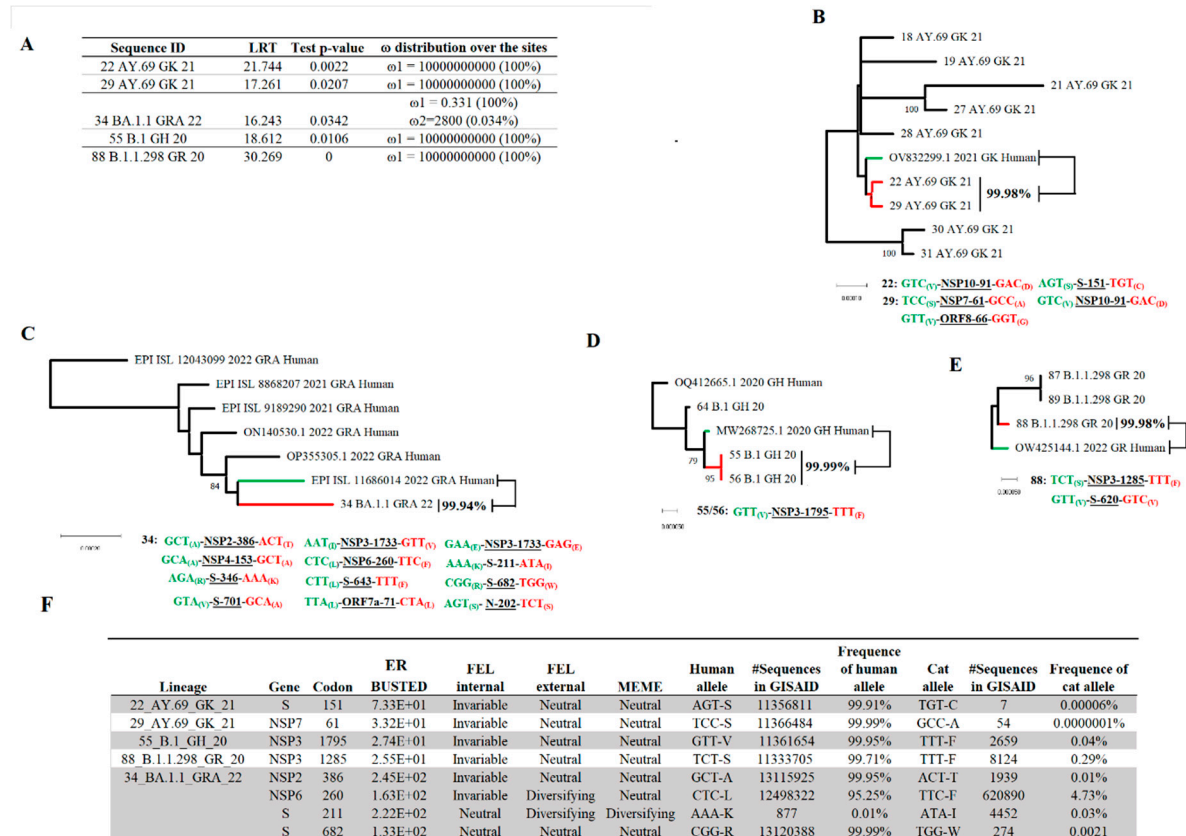 A
Sequence ID LRT Test p-value ω distribution over the sites
22 AY.69 GK 21 21.744 0.0022 ω1 = 10000000000 (100%)
29 AY.69 GK 21 17.261 0.0207 ω1 = 10000000000 (100%)
ω1 = 0.331 (100%)
34 BA.1.1 GRA 22 16.243 0.0342 ω2=2800 (0.034%)
55 B.1 GH 20 18.612 0.0106 ω1 = 10000000000 (100%)
88 B.1.1.298 GR 20 30.269 0 ω1 = 10000000000 (100%)
B
18 AY.69 GK 21
19 AY.69 GK 21
21 AY.69 GK 21
100
27 AY.69 GK 21
28 AY.69 GK 21
OV832299.1 2021 GK Human
22 AY.69 GK 21
99.98%
29 AY.69 GK 21
30 AY.69 GK 21
100
31 AY.69 GK 21
22: GTC(V)-NSP10-91-GAC(D) AGT(S)-S-151-TGT(C)
29: TCC(S)-NSP7-61-GCC(A) GTC(V) NSP10-91-GAC(D)
GTT(V)-ORF8-66-GGT(G)
C
EPI ISL 12043099 2022 GRA Human
EPI ISL 8868207 2021 GRA Human
EPI ISL 9189290 2021 GRA Human
ON140530.1 2022 GRA Human
OP355305.1 2022 GRA Human
84
EPI ISL 11686014 2022 GRA Human
34 BA.1.1 GRA 22 99.94%
34: GCT(A)-NSP2-386-ACT(T) AAT(I)-NSP3-1733-GTT(V) GAA(E)-NSP3-1733-GAG(E)
GCA(A)-NSP4-153-GCT(A) CTC(L)-NSP6-260-TTC(F) AAA(K)-S-211-ATA(I)
AGA(R)-S-346-AAA(K) CTT(L)-S-643-TTT(F) CGG(R)-S-682-TGG(W)
GTA(V)-S-701-GCA(A) TTA(L)-ORF7a-71-CTA(L) AGT(S)-N-202-TCT(S)
D
OQ412665.1 2020 GH Human
64 B.1 GH 20
MW268725.1 2020 GH Human
79
55 B.1 GH 20
99.99%
95
56 B.1 GH 20
0.000050
55/56: GTT(V)-NSP3-1795-TTT(F)
E
96
87 B.1.1.298 GR 20
89 B.1.1.298 GR 20
88 B.1.1.298 GR 20 99.98%
OW425144.1 2022 GR Human
0.000050
88: TCT(S)-NSP3-1285-TTT(F)
GTT(V)-S-620-GTC(V)
F
Lineage Gene Codon ER BUSTED FEL internal FEL external MEME Human allele #Sequences in GISAID Frequence of human allele Cat allele #Sequences in GISAID Frequence of cat allele
22_AY.69_GK_21 S 151 7.33E+01 Invariable Neutral Neutral AGT-S 11356811 99.91% TGT-C 7 0.00006%
29_AY.69_GK_21 NSP7 61 3.32E+01 Invariable Neutral Neutral TCC-S 11366484 99.99% GCC-A 54 0.0000001%
55_B.1_GH_20 NSP3 1795 2.74E+01 Invariable Neutral Neutral GTT-V 11361654 99.95% TTT-F 2659 0.04%
88_B.1.1.298_GR_20 NSP3 1285 2.55E+01 Invariable Neutral Neutral TCT-S 11333705 99.71% TTT-F 8124 0.29%
34_BA.1.1_GRA_22 NSP2 386 2.45E+02 Invariable Neutral Neutral GCT-A 13115925 99.95% ACT-T 1939 0.01%
NSP6 260 1.63E+02 Invariable Diversifying Neutral CTC-L 12498322 95.25% TTC-F 620890 4.73%
S 211 2.22E+02 Neutral Diversifying Diversifying AAA-K 877 0.01% ATA-I 4452 0.03%
S 682 1.33E+02 Neutral Neutral Neutral CGG-R 13120388 99.99% TGG-W 274 0.0021